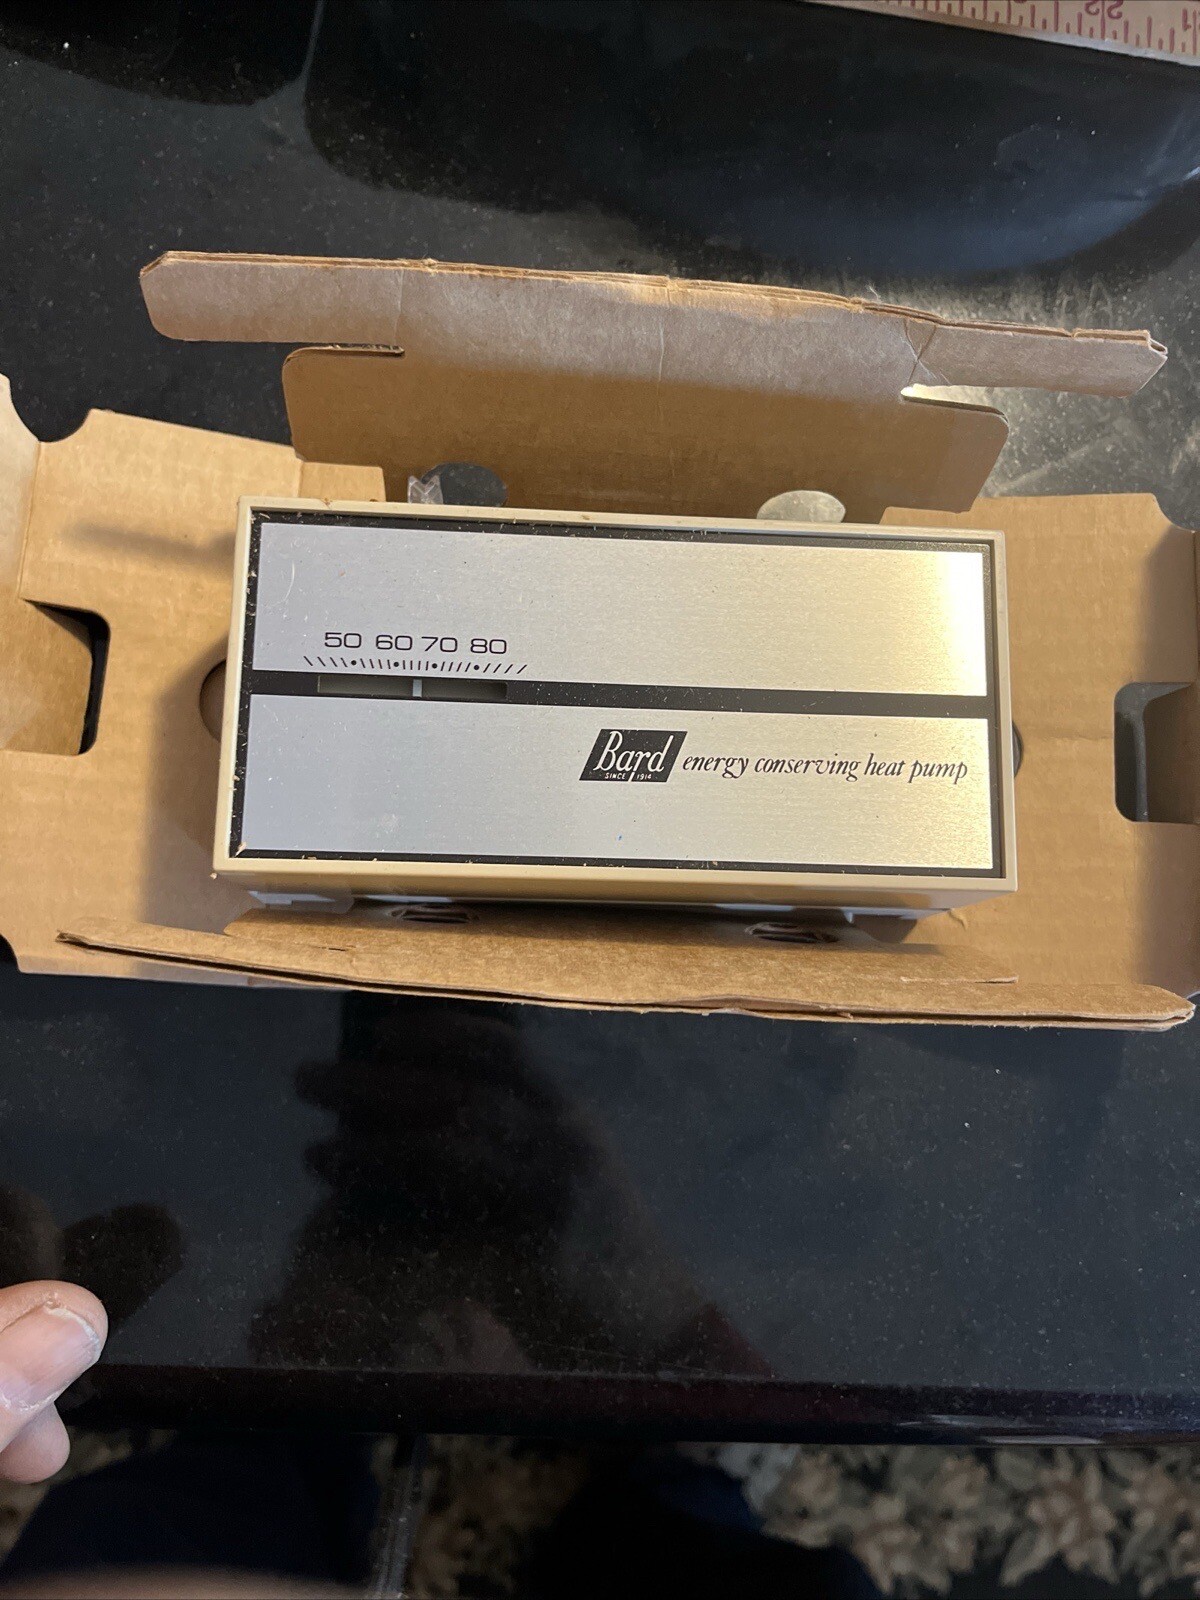 50 60 70 80
Bard energy conserving heat pump
SINCE 1914